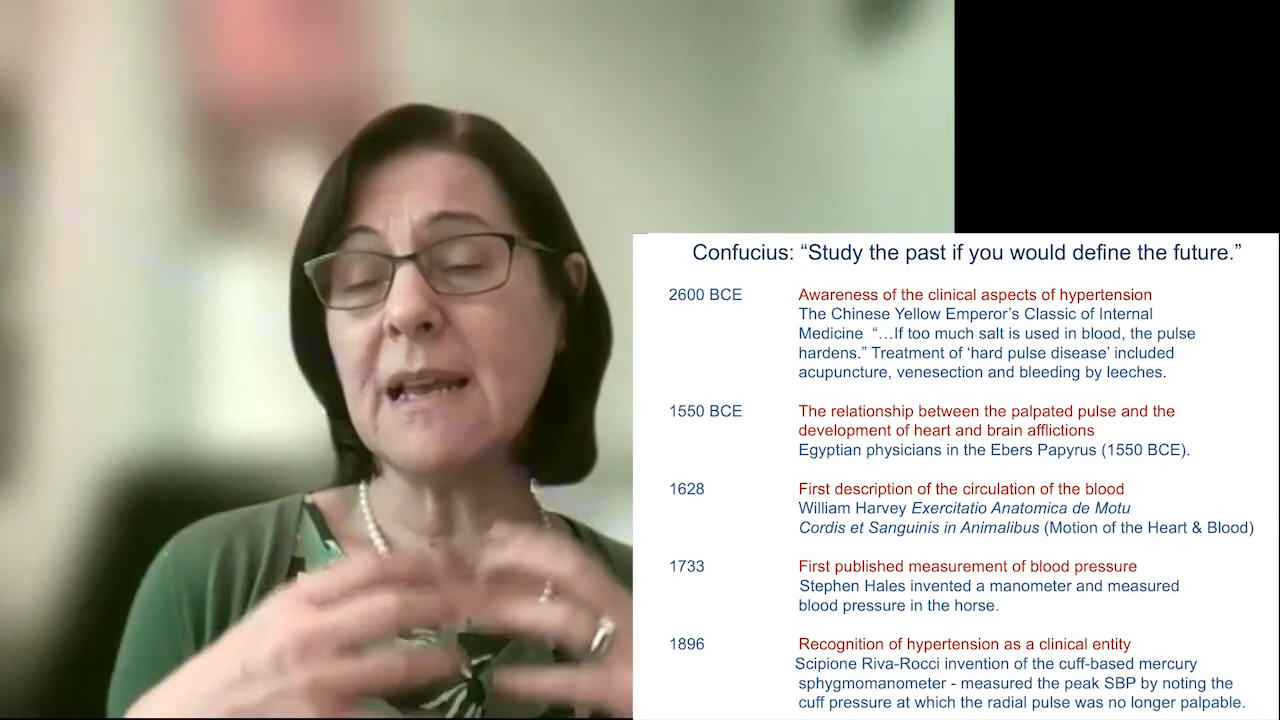 Confucius: “Study the past if you would define the future.”
2600 BCE Awareness of the clinical aspects of hypertension
The Chinese Yellow Emperor’s Classic of Internal
Medicine “…If too much salt is used in blood, the pulse
hardens.” Treatment of ‘hard pulse disease’ included
acupuncture, venesection and bleeding by leeches.
1550 BCE The relationship between the palpated pulse and the
development of heart and brain afflictions
Egyptian physicians in the Ebers Papyrus (1550 BCE).
1628 First description of the circulation of the blood
William Harvey Exercitatio Anatomica de Motu
Cordis et Sanguinis in Animalibus (Motion of the Heart & Blood)
1733 First published measurement of blood pressure
Stephen Hales invented a manometer and measured
blood pressure in the horse.
1896 Recognition of hypertension as a clinical entity
Scipione Riva-Rocci invention of the cuff-based mercury
sphygmomanometer - measured the peak SBP by noting the
cuff pressure at which the radial pulse was no longer palpable.